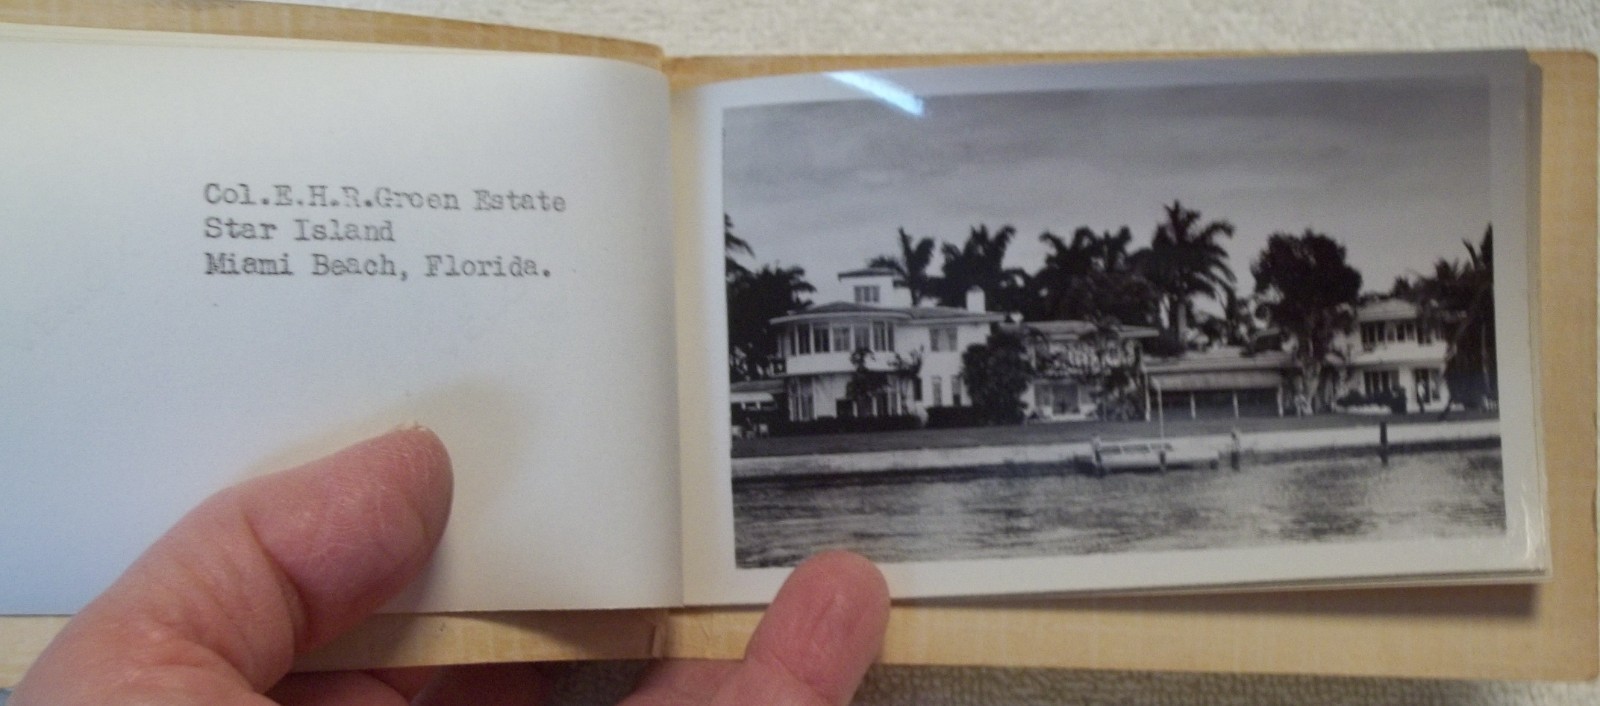 Col.E.H.R.Green Estate
Star Island
Miami Beach, Florida.